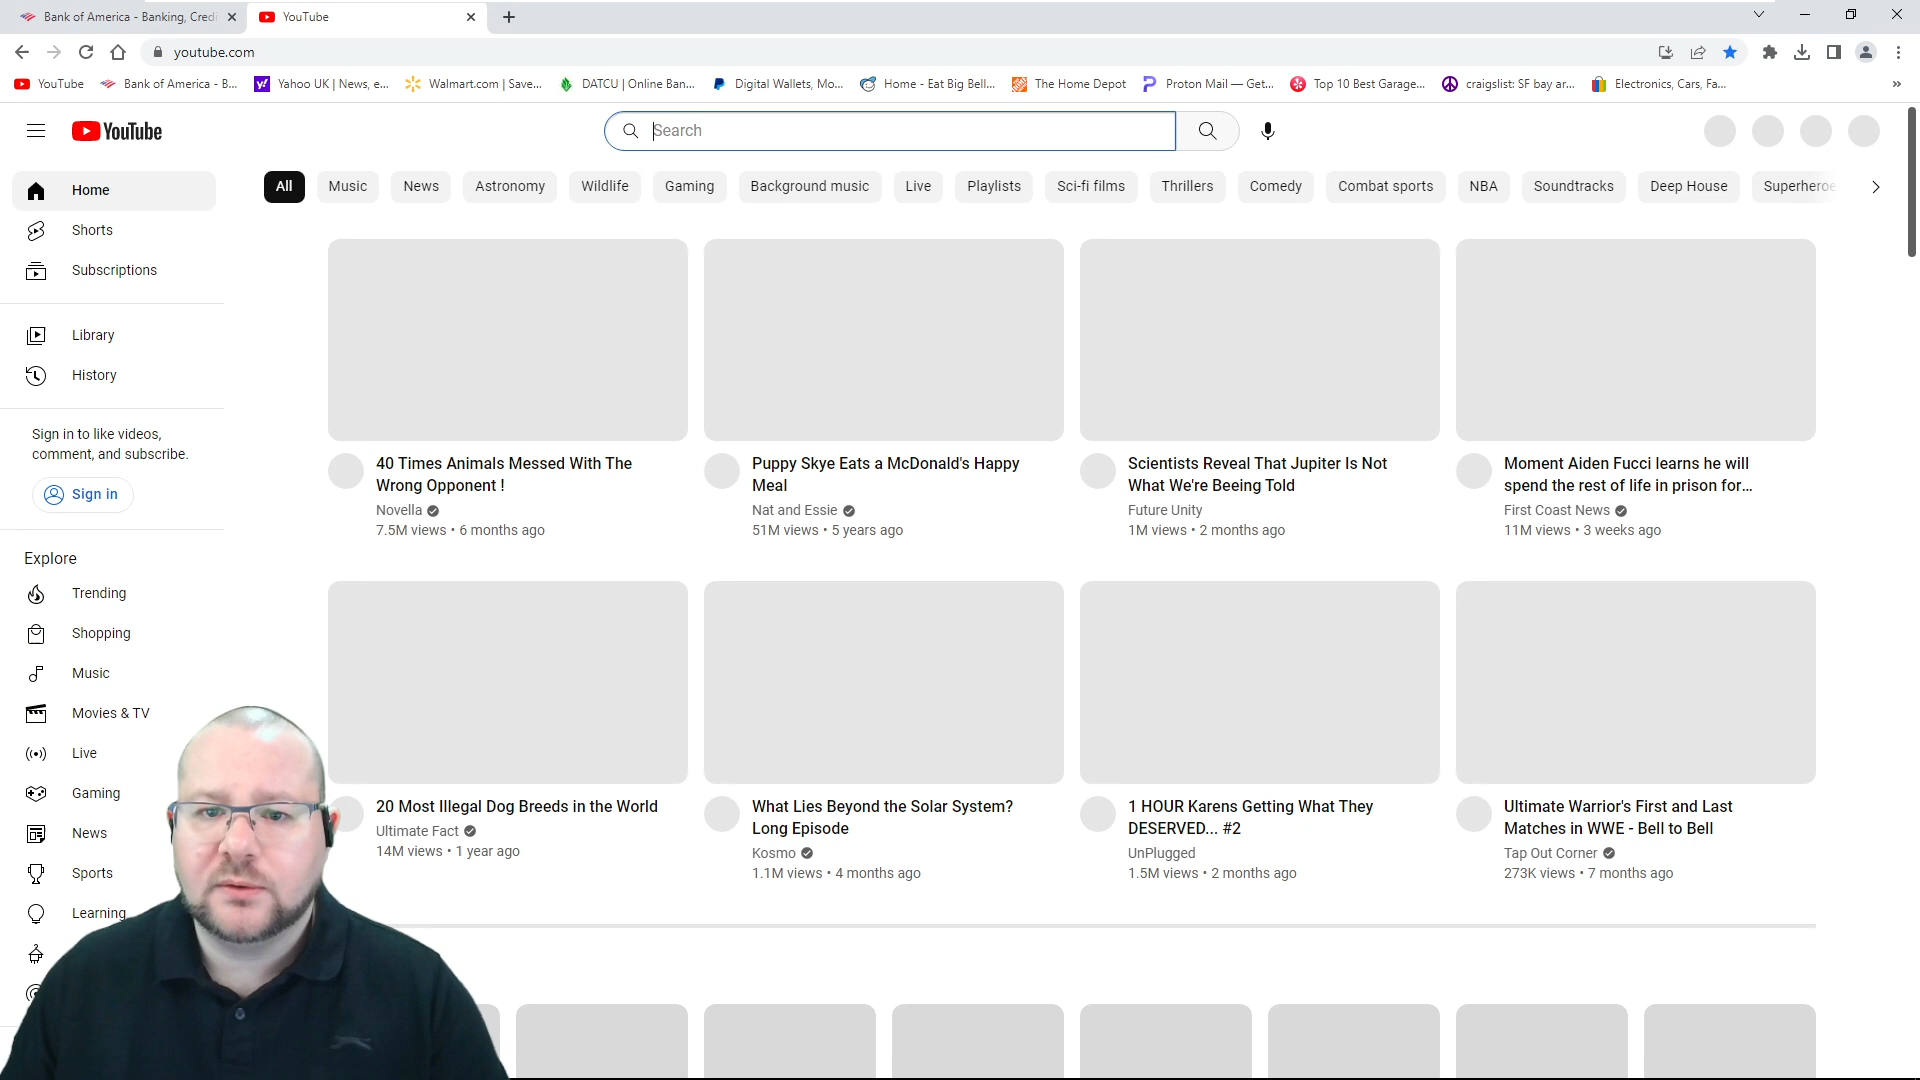 Bank of America - Banking, Credi
YouTube
youtube.com
YouTube
Bank of America - B...
Yahoo UK | News, e...
Walmart.com | Save...
DATCU | Online Ban...
Digital Wallets, Mo...
Home - Eat Big Bell...
The Home Depot
Proton Mail — Get...
Top 10 Best Garage...
craigslist: SF bay ar...
Electronics, Cars, Fa...
YouTube
Search
Home
Shorts
Subscriptions
Library
History
Sign in to like videos,
comment, and subscribe.
Sign in
Explore
Trending
Shopping
Music
Movies & TV
Live
Gaming
News
Sports
Learning
All
Music
News
Astronomy
Wildlife
Gaming
Background music
Live
Playlists
Sci-fi films
Thrillers
Comedy
Combat sports
NBA
Soundtracks
Deep House
Superheroe
40 Times Animals Messed With The
Wrong Opponent !
Novella
7.5M views • 6 months ago
Puppy Skye Eats a McDonald's Happy
Meal
Nat and Essie
51M views • 5 years ago
Scientists Reveal That Jupiter Is Not
What We're Beeing Told
Future Unity
1M views • 2 months ago
Moment Aiden Fucci learns he will
spend the rest of life in prison for...
First Coast News
11M views • 3 weeks ago
20 Most Illegal Dog Breeds in the World
Ultimate Fact
14M views • 1 year ago
What Lies Beyond the Solar System?
Long Episode
Kosmo
1.1M views • 4 months ago
1 HOUR Karens Getting What They
DESERVED... #2
UnPlugged
1.5M views • 2 months ago
Ultimate Warrior's First and Last
Matches in WWE - Bell to Bell
Tap Out Corner
273K views • 7 months ago